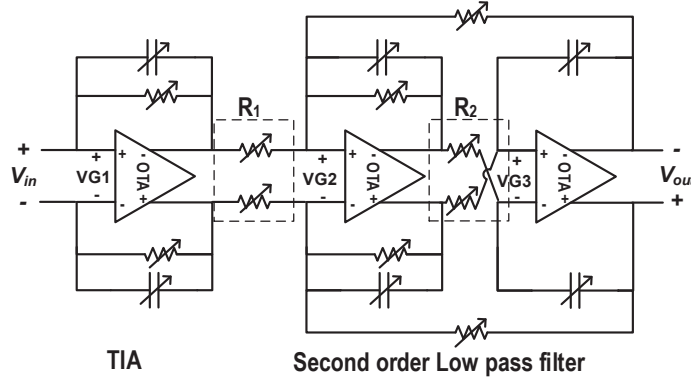 R1
R2
+
Vin
-
VG1
+
-
+
-
-
OTA
+
VG2
+
-
+
-
-
OTA
+
VG3
+
-
+
-
-
OTA
+
-
Vout
+
TIA
Second order Low pass filter